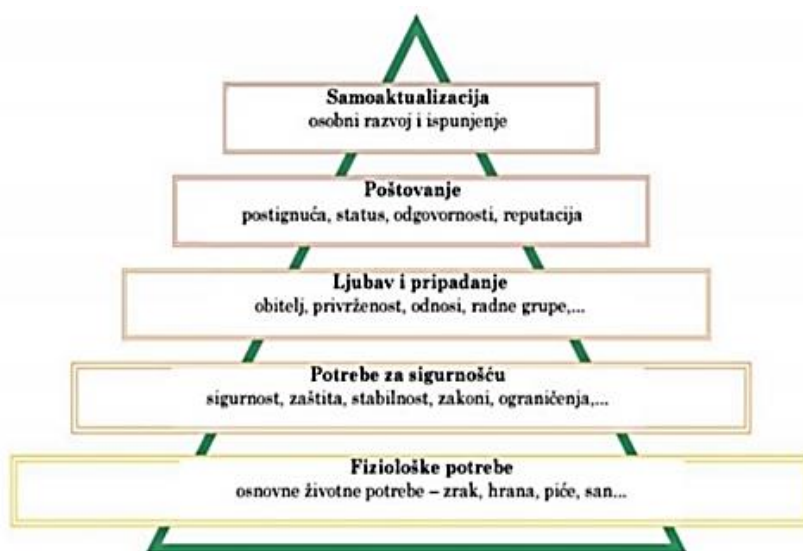 Samoaktualizacija
osobni razvoj i ispunjenje
Poštovanje
postignuća, status, odgovornosti, reputacija
Ljubav i pripadanje
obitelj, privrženost, odnosi, radne grupe,...
Potrebe za sigurnošću
sigurnost, zaštita, stabilnost, zakoni, ograničenja,...
Fiziološke potrebe
osnovne životne potrebe – zrak, hrana, piće, san...